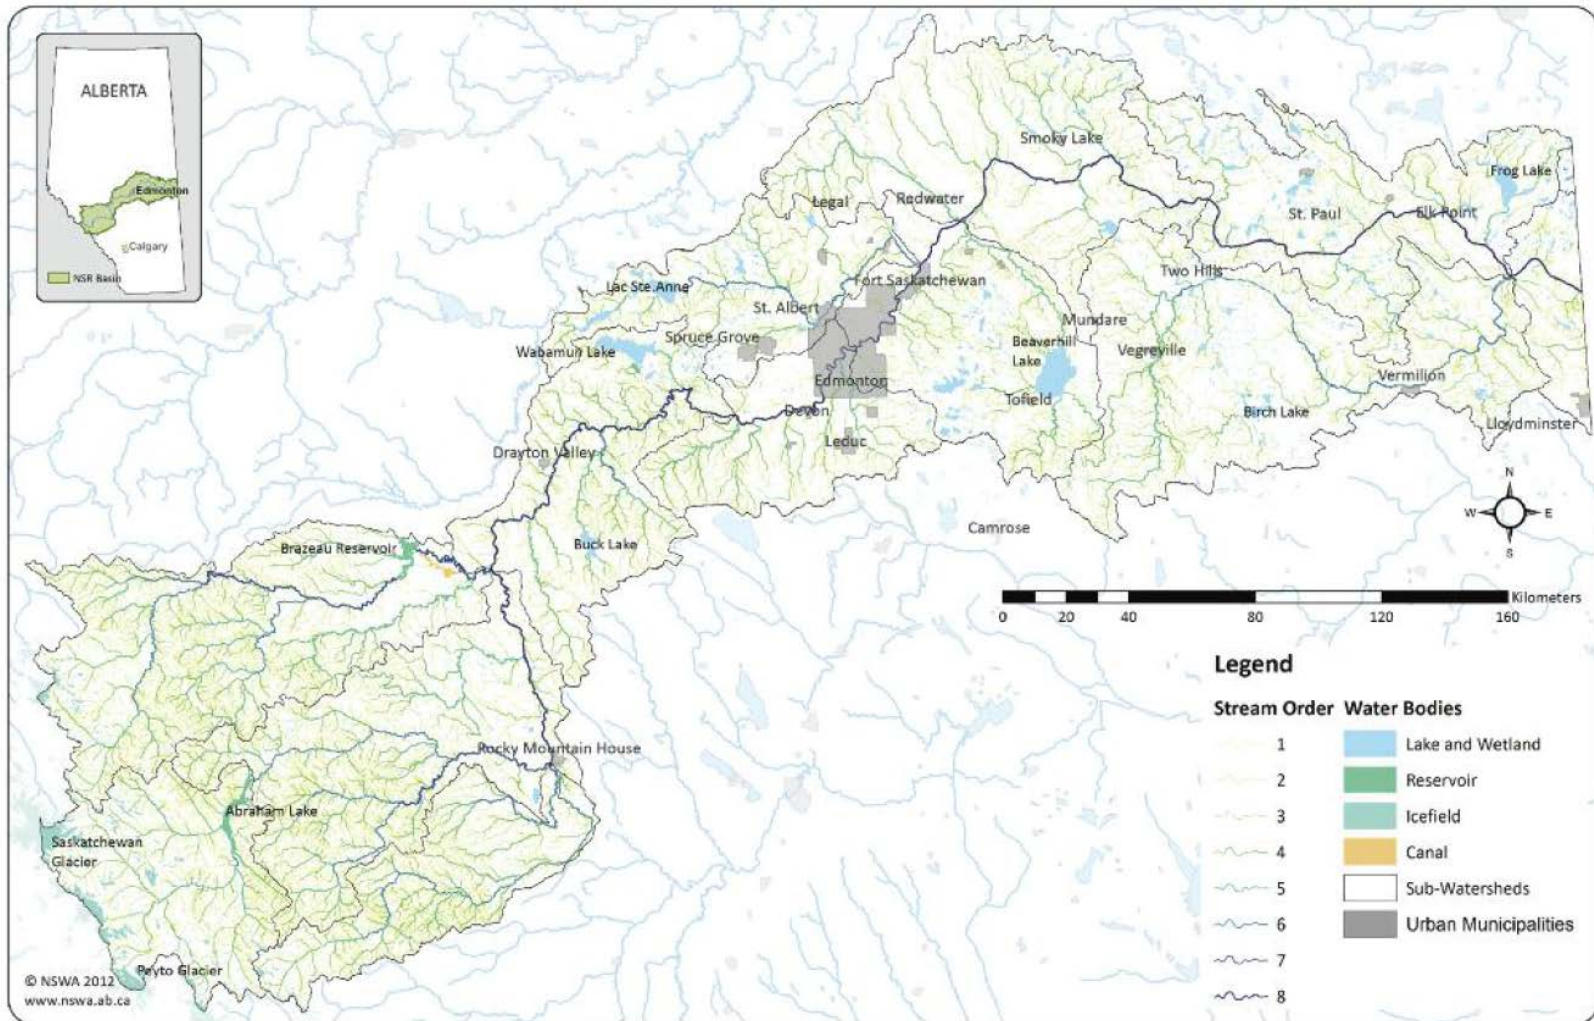 ALBERTA
Edmonton
Calgary
NSR Basin
Smoky Lake
Frog Lake
Legal
Redwater
St. Paul
Elk Point
Two Hills
Fort Saskatchewan
Lac Ste. Anne
St. Albert
Mundare
Spruce Grove
Beaverhill
Lake
Wabamun Lake
Vegreville
Edmonton
Vermilion
Tofield
Devon
Birch Lake
Lloydminster
Leduc
Drayton Valley
Camrose
Buck Lake
Brazeau Reservoir
N
W
E
S
Kilometers
0 20 40 80 120 160
Rocky Mountain House
Abraham Lake
Saskatchewan
Glacier
Peyto Glacier
© NSWA 2012
www.nswa.ab.ca
Legend
Stream Order Water Bodies
1 Lake and Wetland
2 Reservoir
3 Icefield
4 Canal
5 Sub-Watersheds
6 Urban Municipalities
7
8